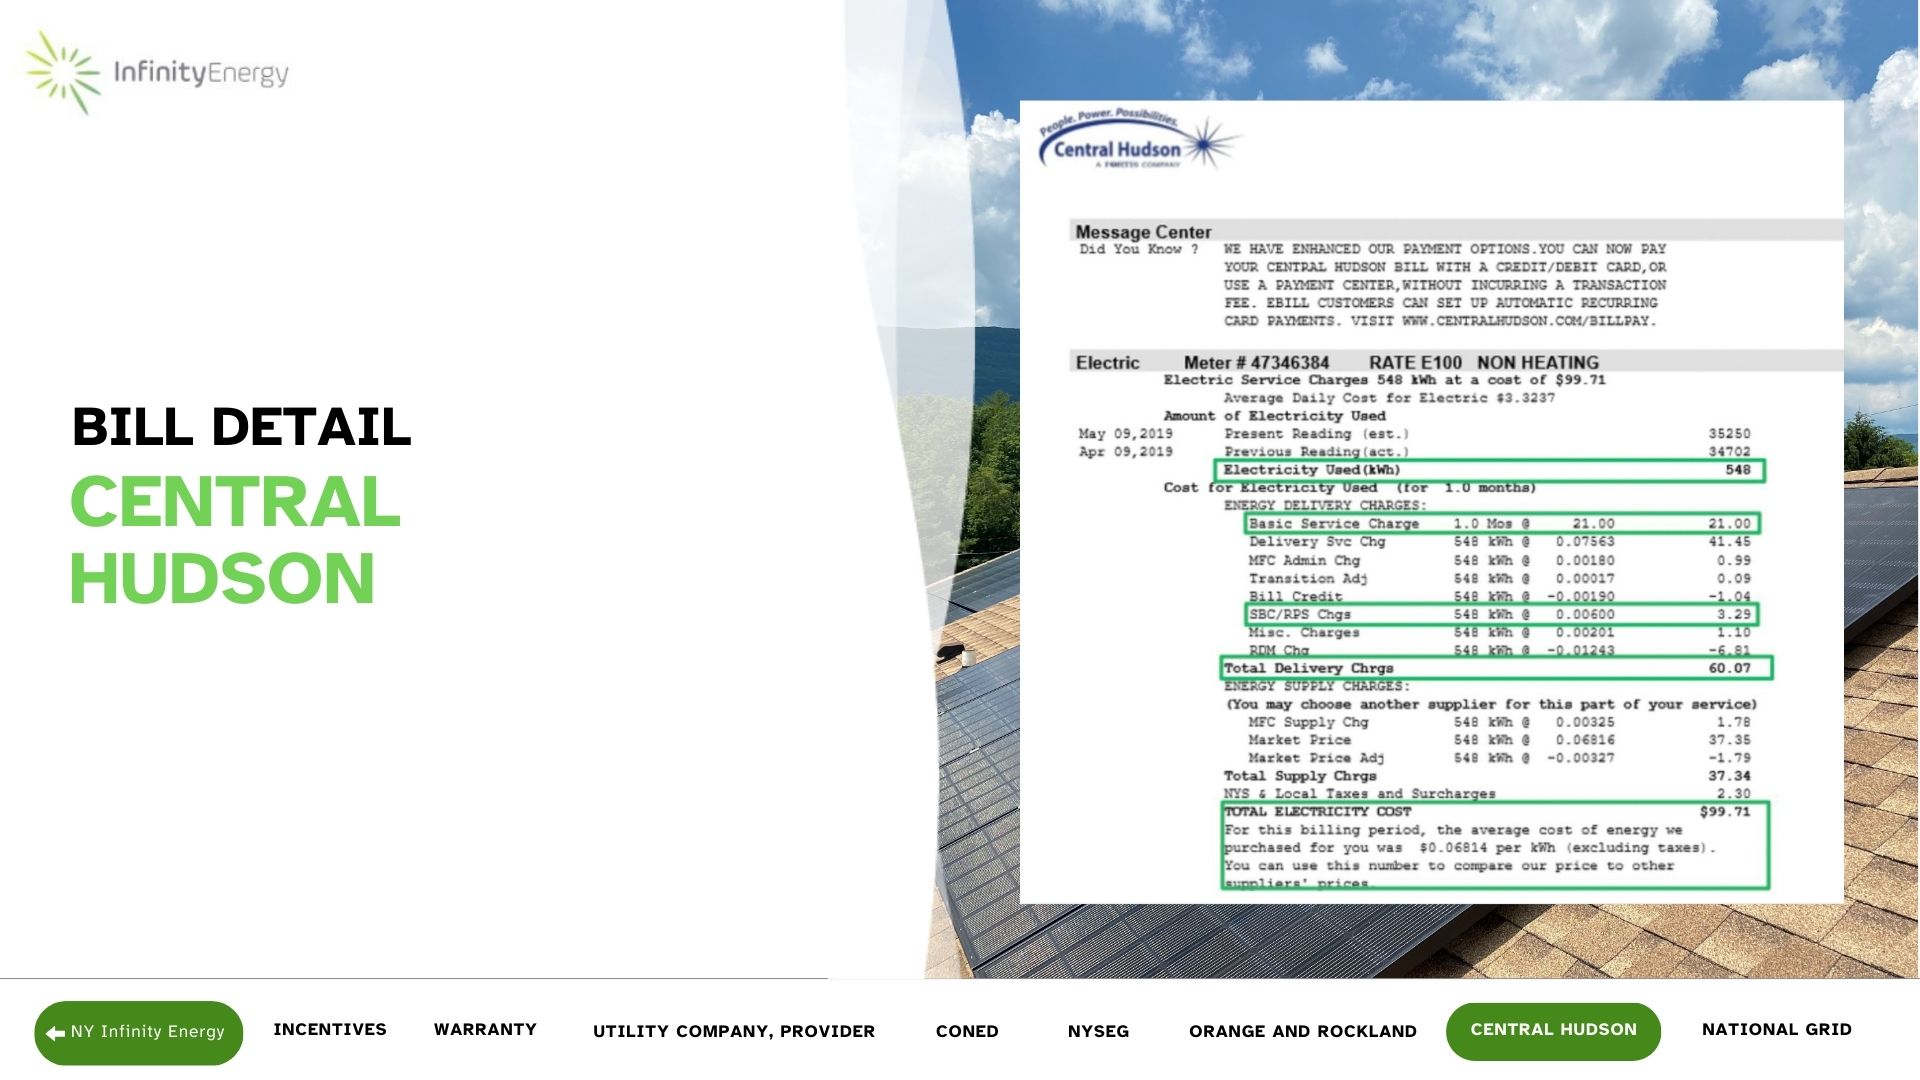 InfinityEnergy
BILL DETAIL
CENTRAL
HUDSON
People. Power. Possibilities.
Central Hudson
A FORTIS COMPANY
Message Center
Did You Know ? WE HAVE ENHANCED OUR PAYMENT OPTIONS.YOU CAN NOW PAY
YOUR CENTRAL HUDSON BILL WITH A CREDIT/DEBIT CARD,OR
USE A PAYMENT CENTER,WITHOUT INCURRING A TRANSACTION
FEE. EBILL CUSTOMERS CAN SET UP AUTOMATIC RECURRING
CARD PAYMENTS. VISIT WWW.CENTRALHUDSON.COM/BILLPAY.
Electric Meter # 47346384 RATE E100 NON HEATING
Electric Service Charges 548 kWh at a cost of $99.71
Average Daily Cost for Electric $3.3237
Amount of Electricity Used
May 09,2019 Present Reading (est.) 35250
Apr 09,2019 Previous Reading(act.) 34702
Electricity Used(kWh) 548
Cost for Electricity Used (for 1.0 months)
ENERGY DELIVERY CHARGES:
Basic Service Charge 1.0 Mos @ 21.00 21.00
Delivery Svc Chg 548 kWh @ 0.07563 41.45
MFC Admin Chg 548 kWh @ 0.00180 0.99
Transition Adj 548 kWh @ 0.00017 0.09
Bill Credit 548 kWh @ -0.00190 -1.04
SBC/RPS Chgs 548 kWh @ 0.00600 3.29
Misc. Charges 548 kWh @ 0.00201 1.10
RDM Chg 548 kWh @ -0.01243 -6.81
Total Delivery Chrgs 60.07
ENERGY SUPPLY CHARGES:
(You may choose another supplier for this part of your service)
MFC Supply Chg 548 kWh @ 0.00325 1.78
Market Price 548 kWh @ 0.06816 37.35
Market Price Adj 548 kWh @ -0.00327 -1.79
Total Supply Chrgs 37.34
NYS & Local Taxes and Surcharges 2.30
TOTAL ELECTRICITY COST $99.71
For this billing period, the average cost of energy we
purchased for you was $0.06814 per kWh (excluding taxes).
You can use this number to compare our price to other
suppliers' prices.
NY Infinity Energy INCENTIVES WARRANTY UTILITY COMPANY, PROVIDER CONED NYSEG ORANGE AND ROCKLAND CENTRAL HUDSON NATIONAL GRID